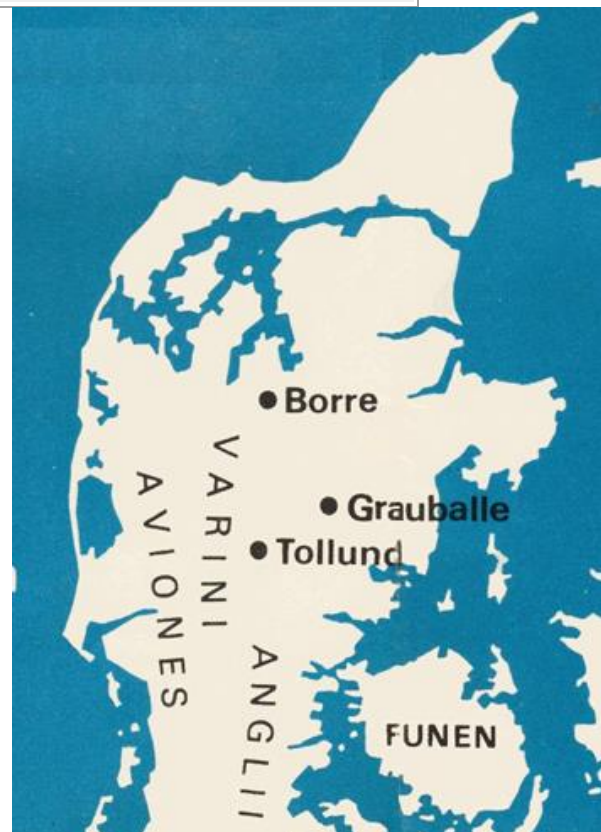 Borre
Grauballe
Tollund
VARINI
AVIONES
ANGLII
FUNEN